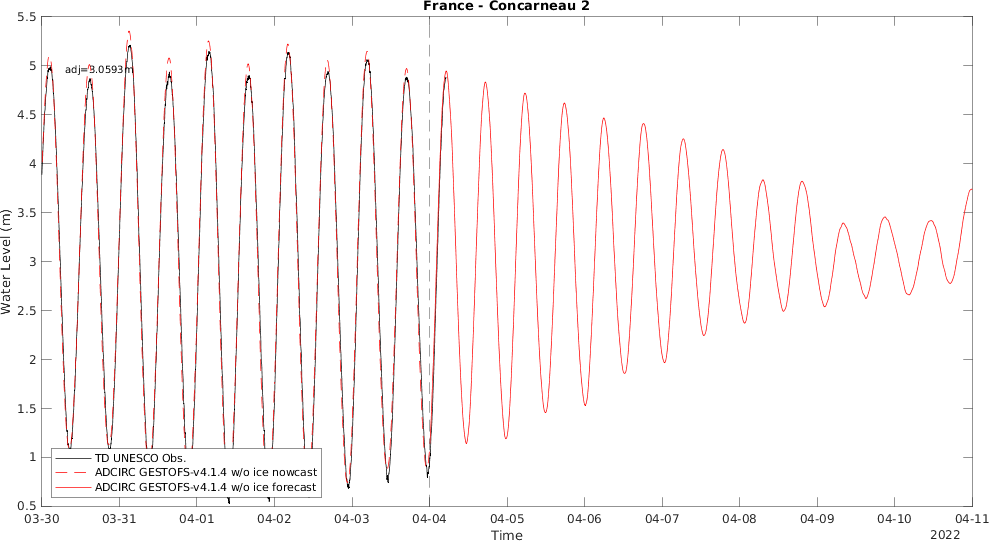 France - Concarneau 2
5.5
5
4.5
4
3.5
3
2.5
2
1.5
1
0.5
Water Level (m)
adj=3.0593m
TD UNESCO Obs.
ADCIRC GESTOFS-v4.1.4 w/o ice nowcast
ADCIRC GESTOFS-v4.1.4 w/o ice forecast
03-30 03-31 04-01 04-02 04-03 04-04 04-05 04-06 04-07 04-08 04-09 04-10 04-11
Time
2022